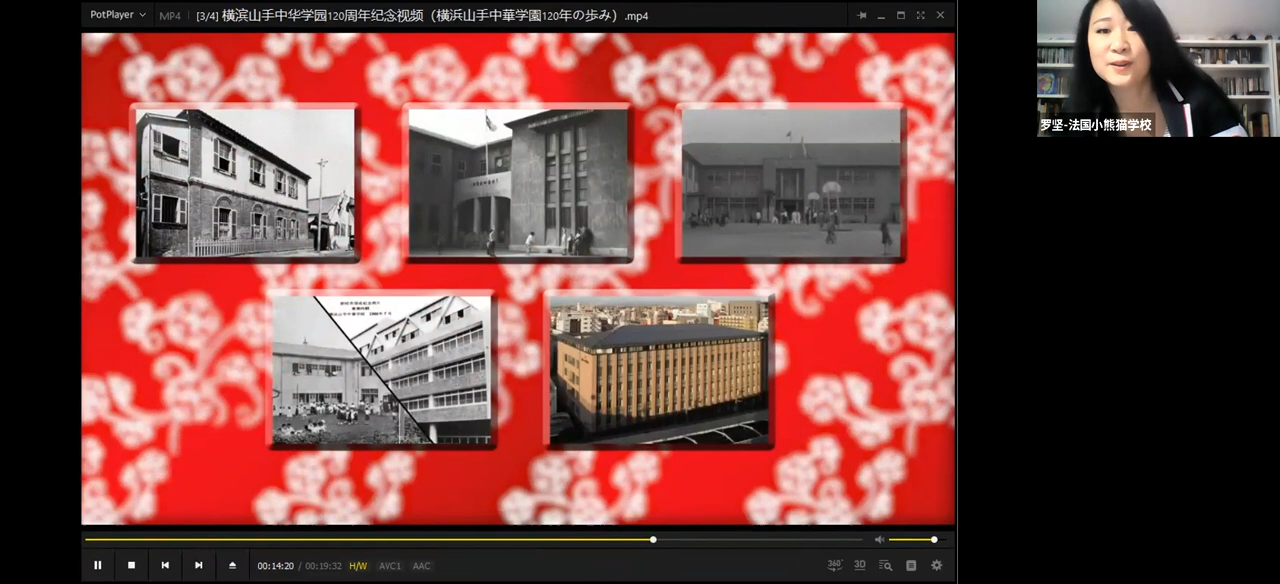 PotPlayer
MP4
[3/4] 横滨山手中华学园120周年纪念视频（横浜山手中華学園120年の歩み）.mp4
罗坚-法国小熊猫学校
00:14:20 / 00:19:32 H/W AVC1 AAC
360°
3D